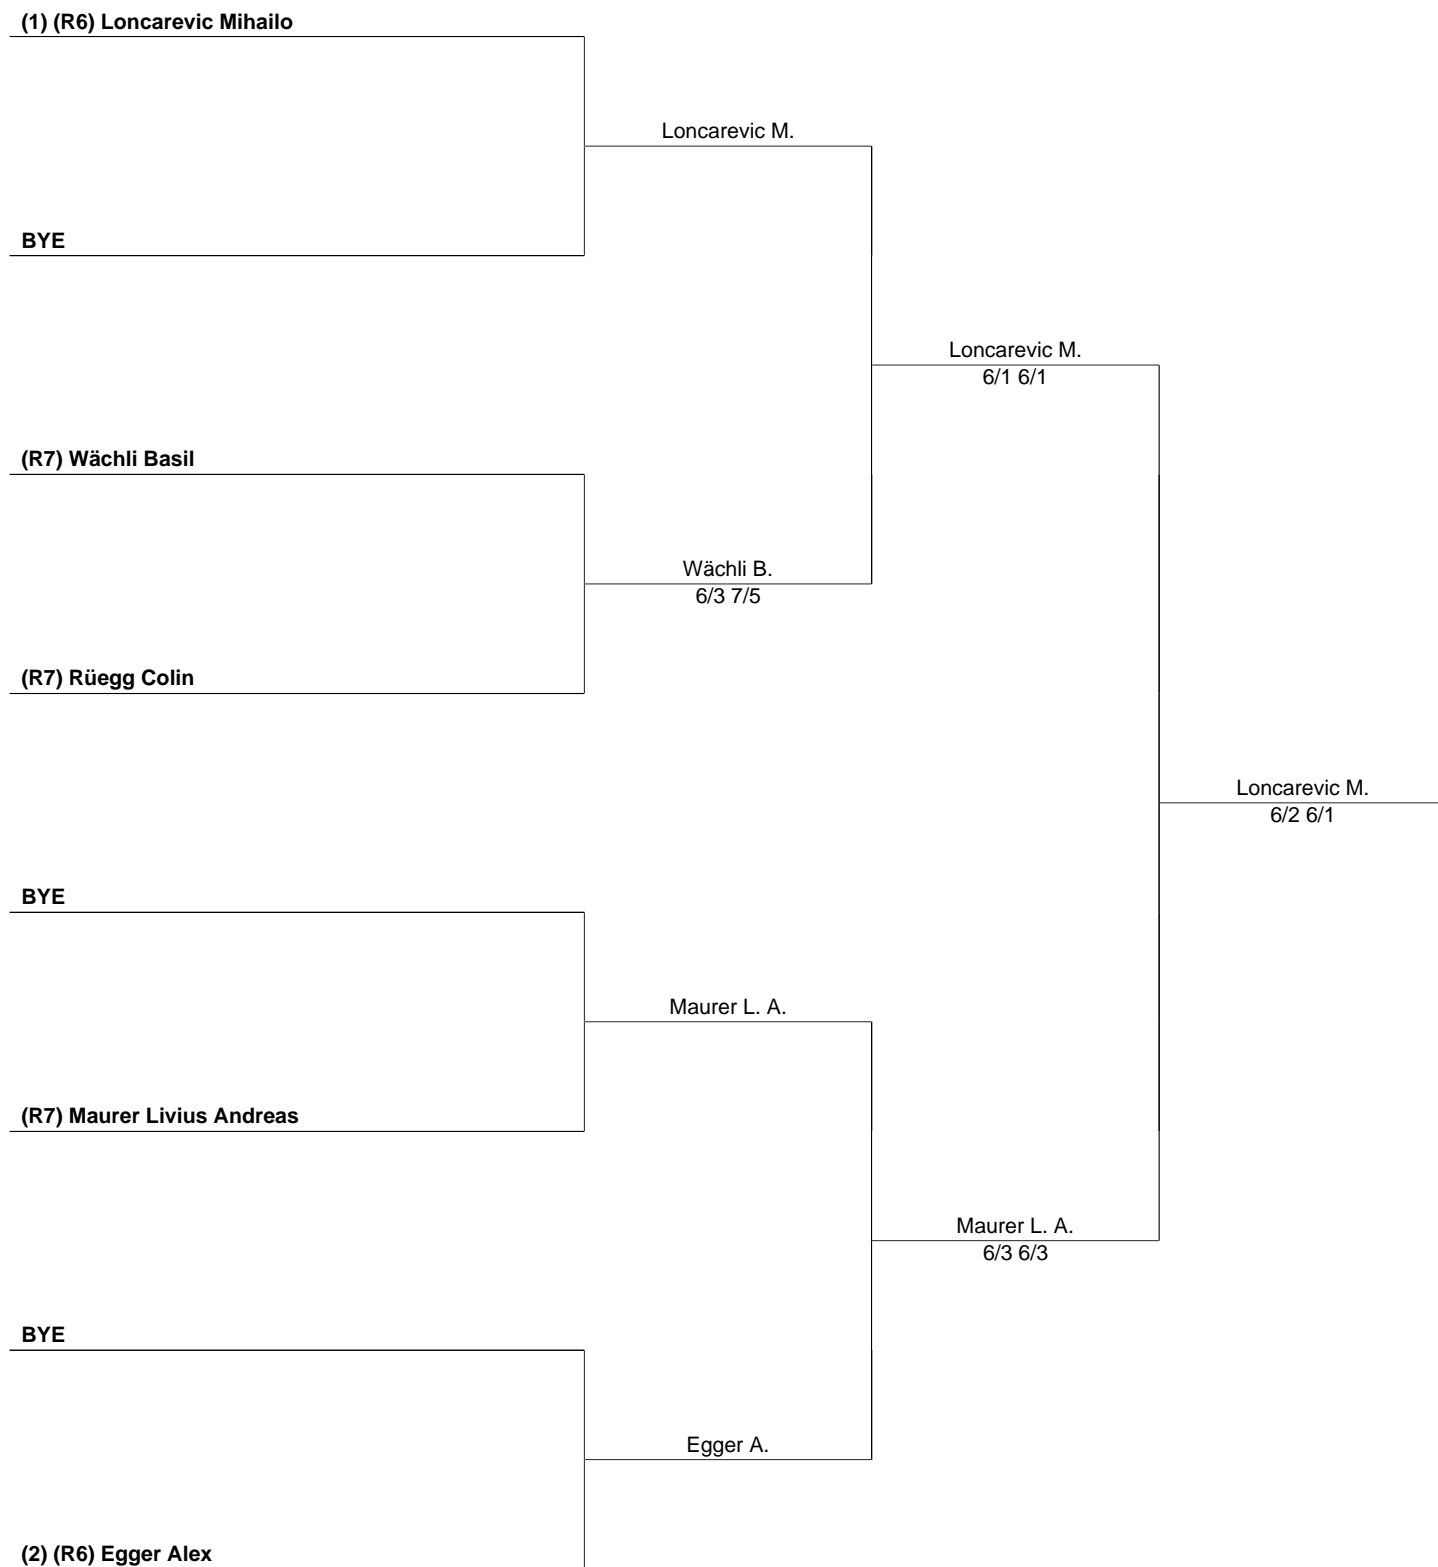 (1) (R6) Loncarevic Mihailo
Loncarevic M.
BYE
Loncarevic M.
6/1 6/1
(R7) Wächli Basil
Wächli B.
6/3 7/5
(R7) Rüegg Colin
Loncarevic M.
6/2 6/1
BYE
Maurer L. A.
(R7) Maurer Livius Andreas
Maurer L. A.
6/3 6/3
BYE
Egger A.
(2) (R6) Egger Alex